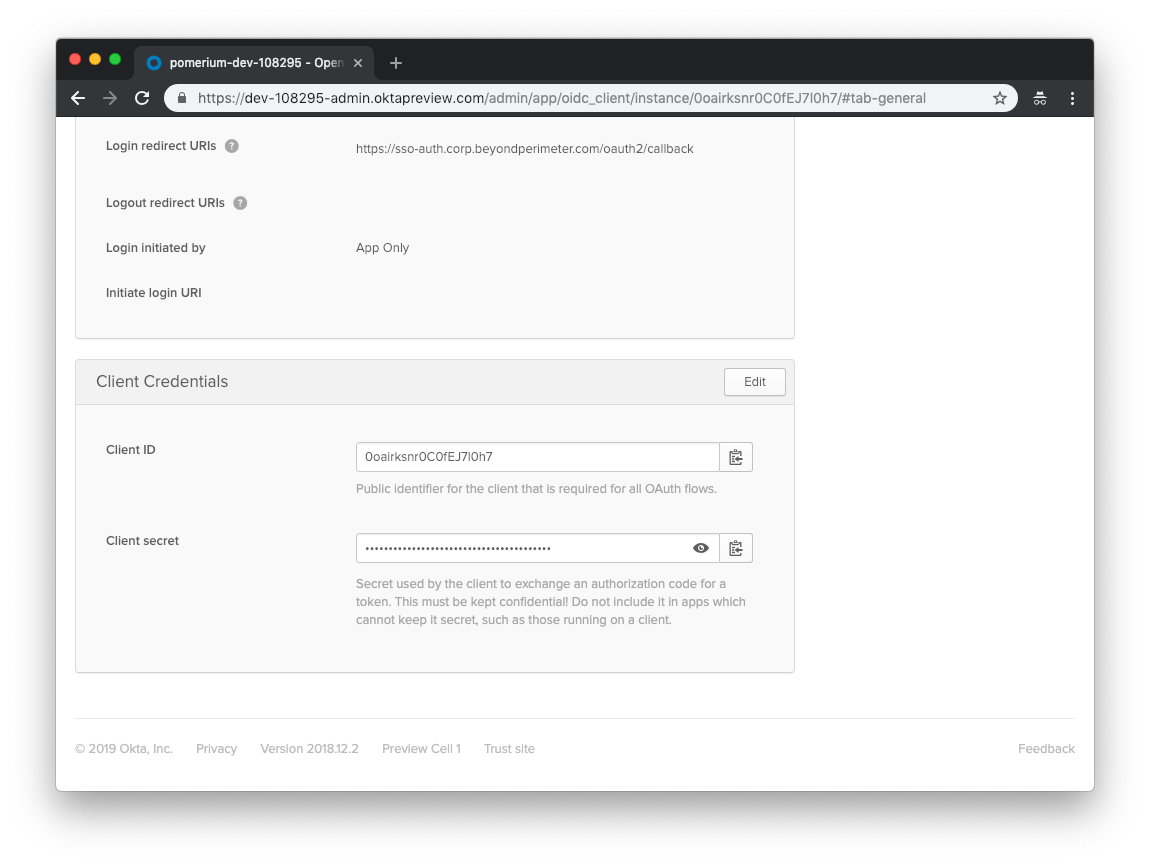 pomerium-dev-108295 - Open
https://dev-108295-admin.oktapreview.com/admin/app/oidc_client/instance/0oairksnr0C0fEJ7l0h7/#tab-general
Login redirect URIs ?
https://sso-auth.corp.beyondperimeter.com/oauth2/callback
Logout redirect URIs ?
Login initiated by
App Only
Initiate login URI
Client Credentials
Edit
Client ID
0oairksnr0C0fEJ7l0h7
Public identifier for the client that is required for all OAuth flows.
Client secret
••••••••••••••••••••••••••••••••••••••••
Secret used by the client to exchange an authorization code for a
token. This must be kept confidential! Do not include it in apps which
cannot keep it secret, such as those running on a client.
© 2019 Okta, Inc.
Privacy
Version 2018.12.2
Preview Cell 1
Trust site
Feedback